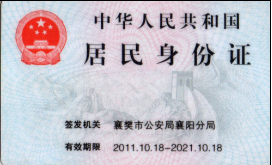 中华人民共和国
居民身份证
签发机关 襄樊市公安局襄阳分局
有效期限 2011.10.18-2021.10.18